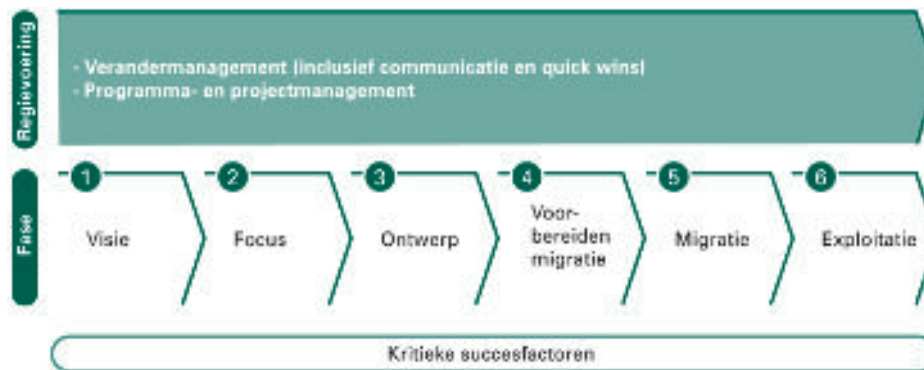 Regievoering
- Verandermanagement (inclusief communicatie en quick wins)
- Programma- en projectmanagement
Fase
1
Visie
2
Focus
3
Ontwerp
4
Voor-
bereiden
migratie
5
Migratie
6
Exploitatie
Kritieke succesfactoren